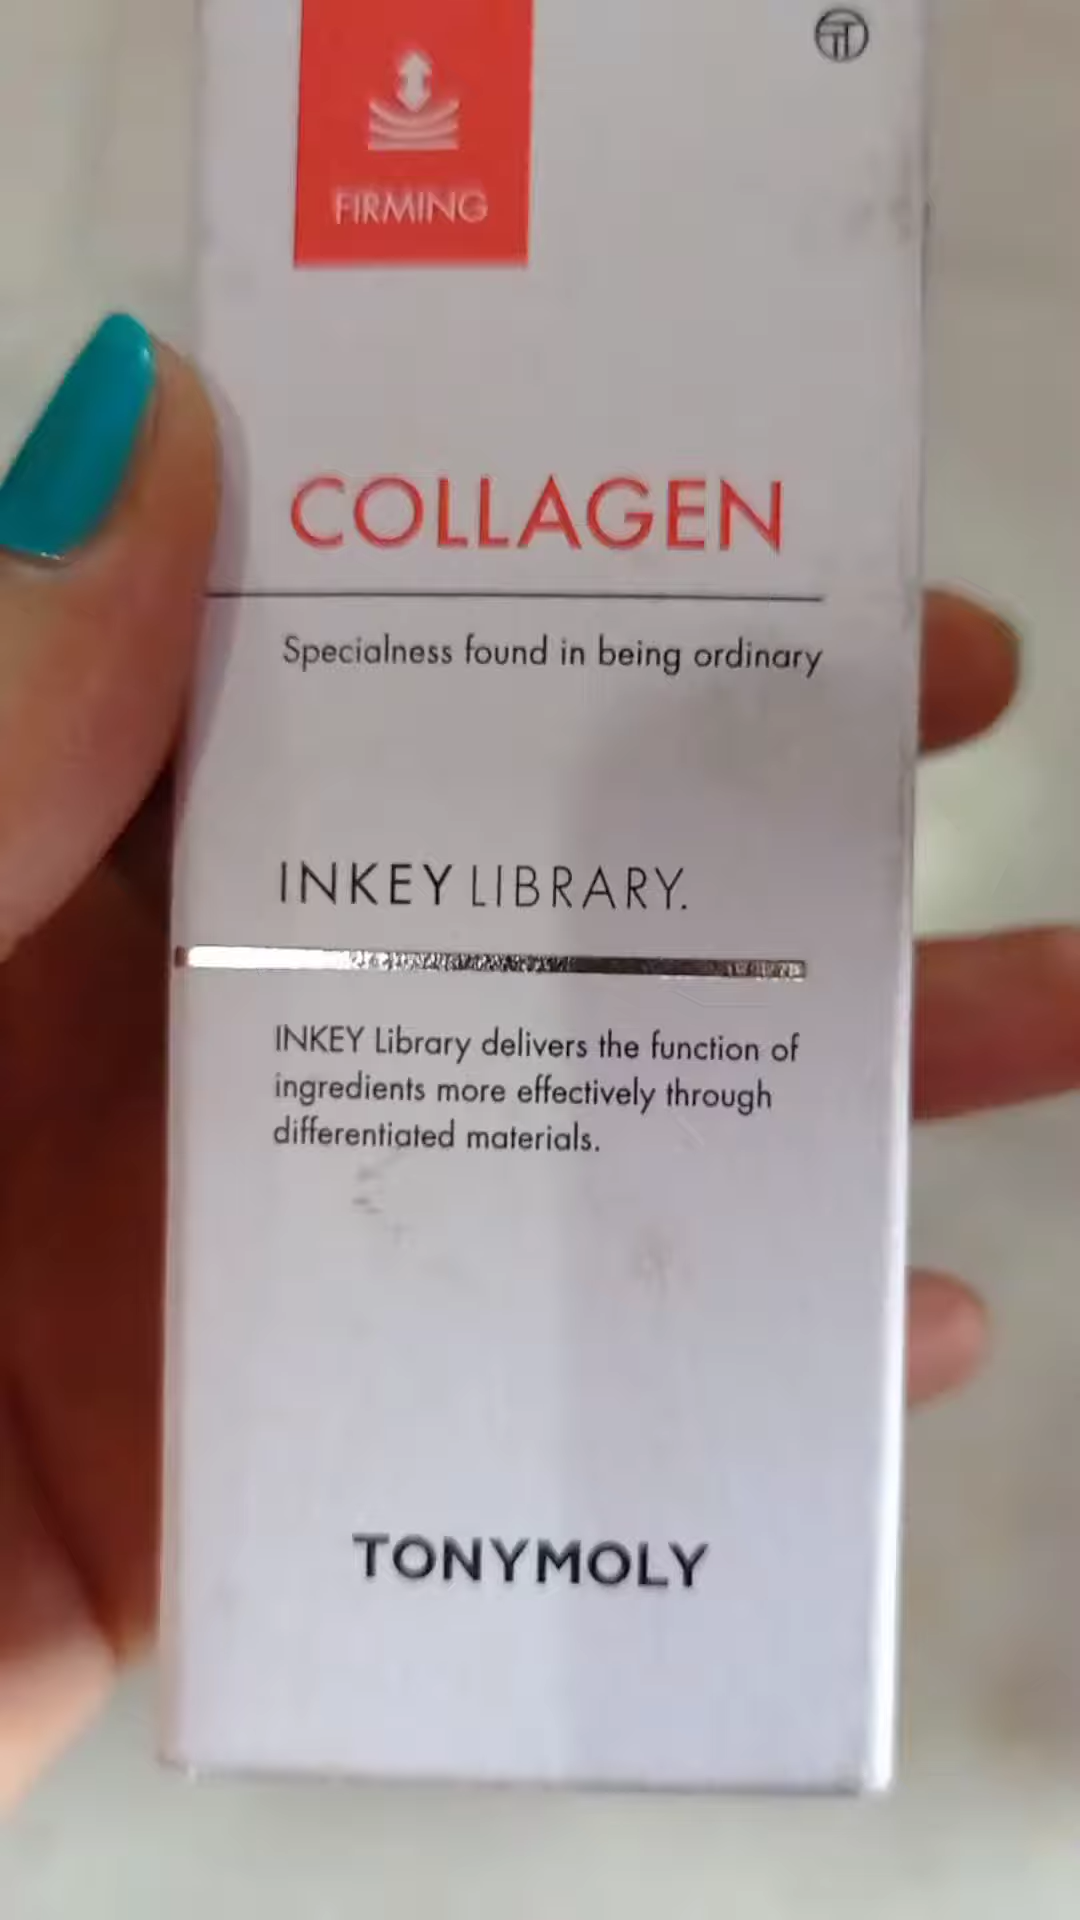 FIRMING
COLLAGEN
Specialness found in being ordinary
INKEY LIBRARY.
INKEY Library delivers the function of
ingredients more effectively through
differentiated materials.
TONYMOLY